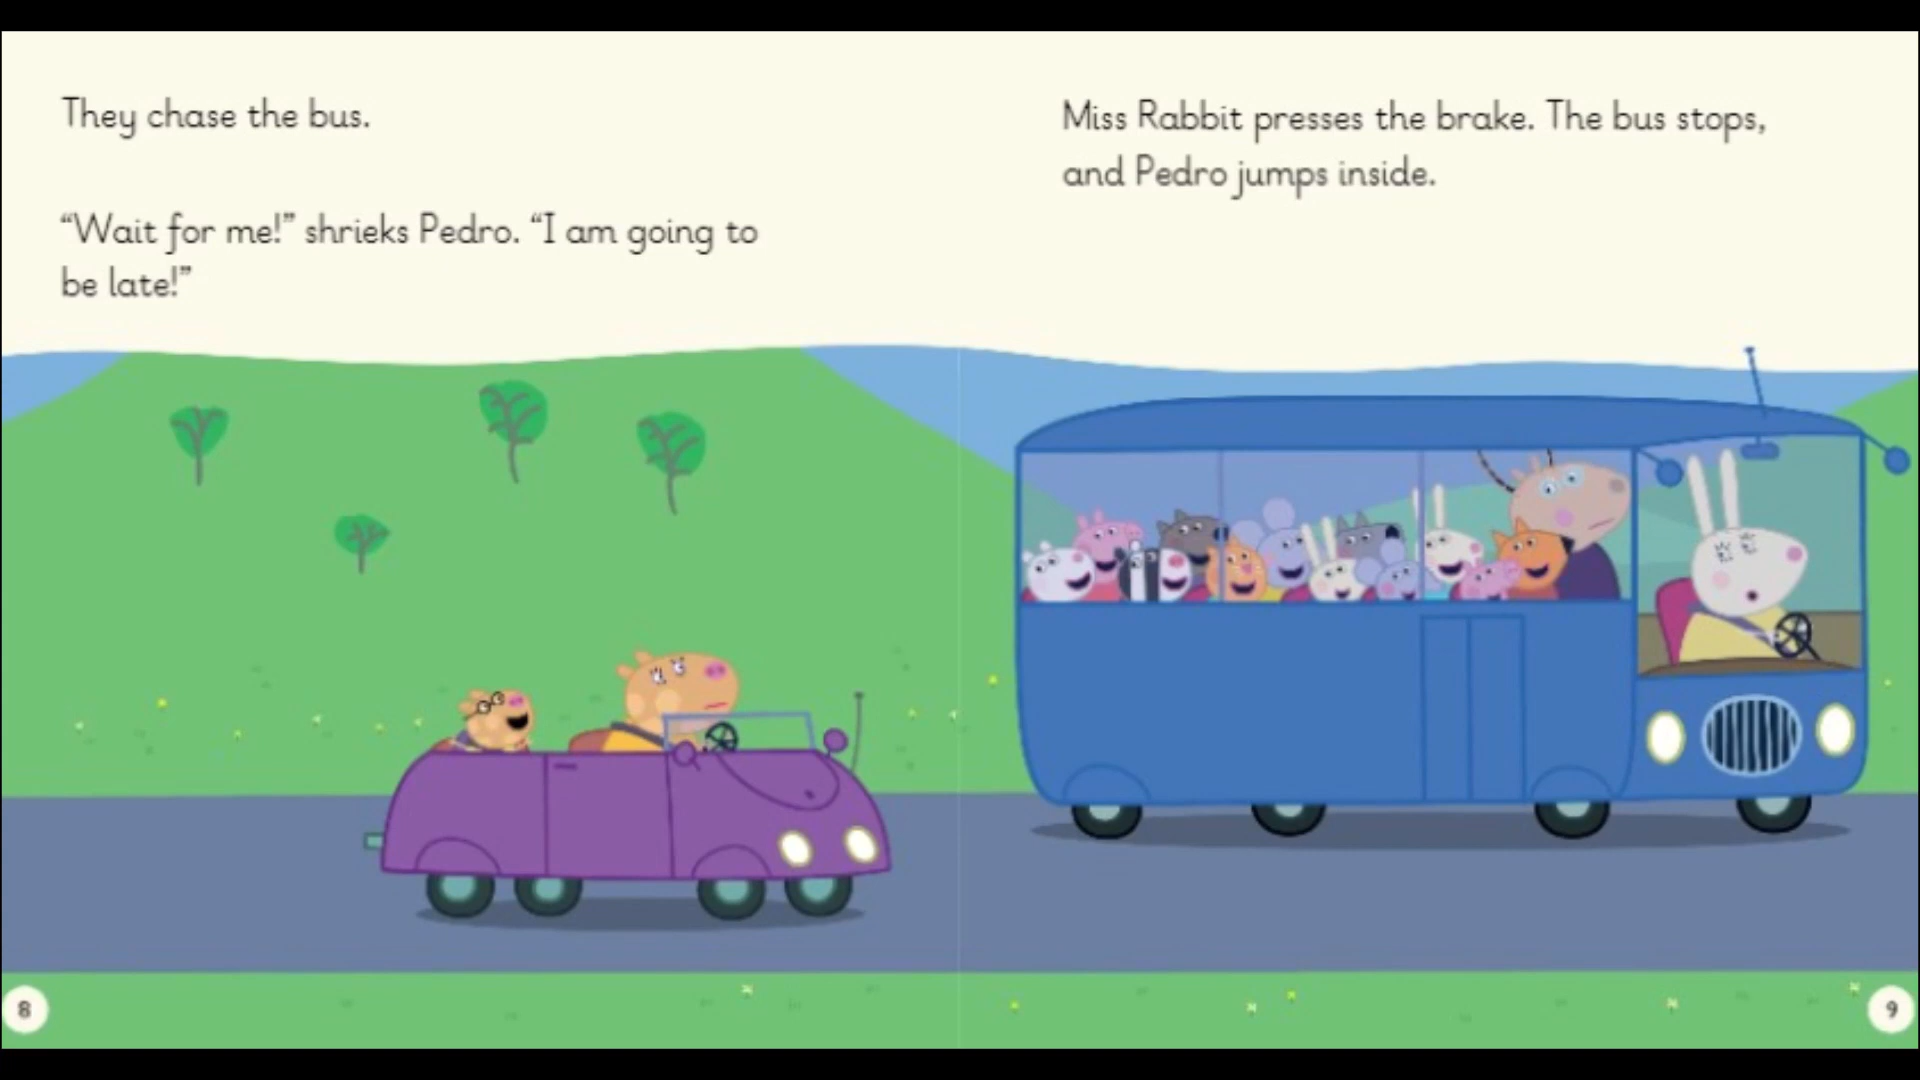 They chase the bus.
“Wait for me!” shrieks Pedro. “I am going to
be late!”
Miss Rabbit presses the brake. The bus stops,
and Pedro jumps inside.
8
9